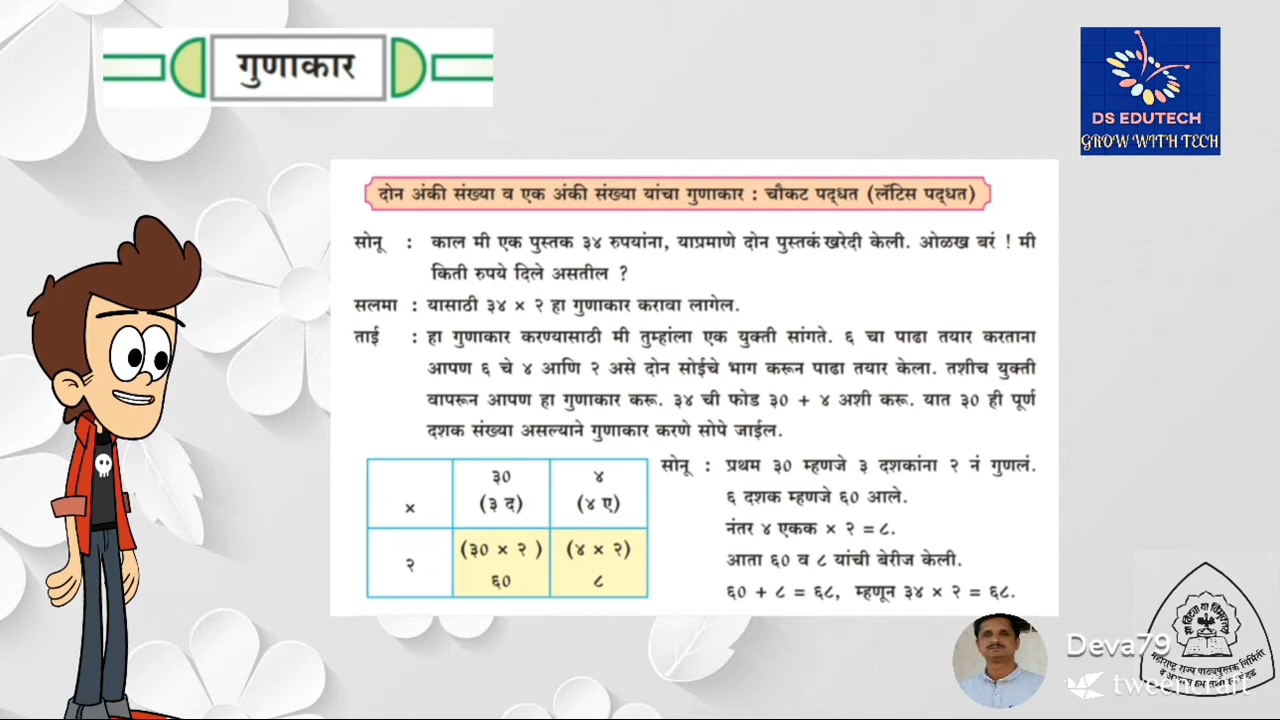 गुणाकार
DS EDUTECH
GROW WITH TECH
दोन अंकी संख्या व एक अंकी संख्या यांचा गुणाकार : चौकट पद्धत (लॅटिस पद्धत)
सोनू : काल मी एक पुस्तक ३४ रुपयांना, याप्रमाणे दोन पुस्तकं खरेदी केली. ओळख बरं ! मी
किती रुपये दिले असतील ?
सलमा : यासाठी ३४ × २ हा गुणाकार करावा लागेल.
ताई : हा गुणाकार करण्यासाठी मी तुम्हांला एक युक्ती सांगते. ६ चा पाढा तयार करताना
आपण ६ चे ४ आणि २ असे दोन सोईचे भाग करून पाढा तयार केला. तशीच युक्ती
वापरून आपण हा गुणाकार करू. ३४ ची फोड ३० + ४ अशी करू. यात ३० ही पूर्ण
दशक संख्या असल्याने गुणाकार करणे सोपे जाईल.
३० ४
× (३ द) (४ ए)
(३० × २ ) (४ × २)
२
६० ८
सोनू : प्रथम ३० म्हणजे ३ दशकांना २ नं गुणलं.
६ दशक म्हणजे ६० आले.
नंतर ४ एकक × २ = ८.
आता ६० व ८ यांची बेरीज केली.
६० + ८ = ६८, म्हणून ३४ × २ = ६८.
Deva79
tweencraft
महाराष्ट्र राज्य पाठ्यपुस्तक निर्मिती